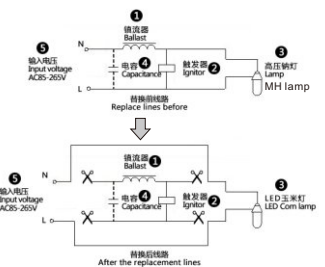 ❶
镇流器
Ballast
❺
输入电压
Input voltage
AC85-265V
N
L
电容❹
Capacitance
触发器
Ignitor ❷
❸
高压钠灯
Lamp
MH lamp
替换前线路
Replace lines before
❺
输入电压
Input voltage
AC85-265V
N
L
镇流器❶
Ballast
电容❹
Capacitance
触发器
Ignitor ❷
❸
LED玉米灯
LED Corn lamp
替换后线路
After the replacement lines